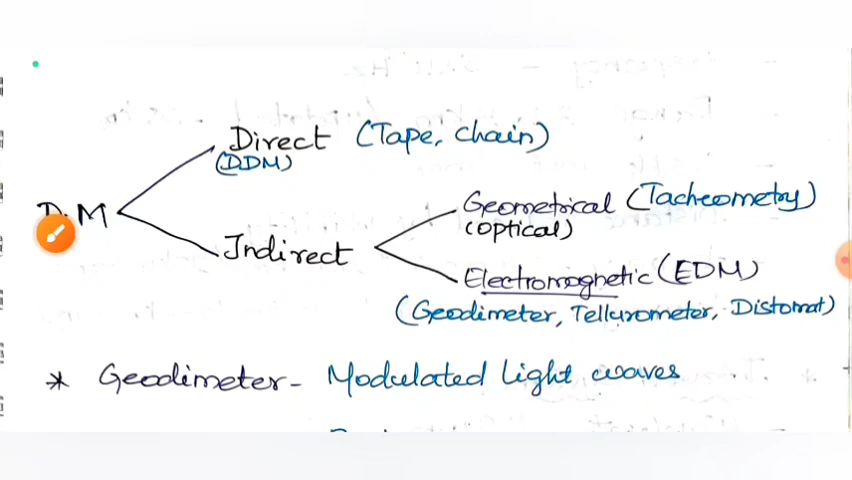 Direct (Tape, Chain)
(DDM)
D.M
Geometrical (Tacheometry)
(optical)
Indirect
Electromagnetic (EDM)
(Geodimeter, Tellurometer, Distomat)
* Geodimeter - Modulated light waves